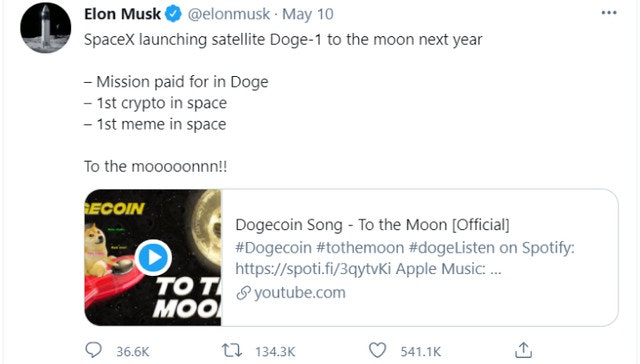 Elon Musk @elonmusk · May 10
SpaceX launching satellite Doge-1 to the moon next year
– Mission paid for in Doge
– 1st crypto in space
– 1st meme in space
To the mooooonnn!!
GECOIN
TO T
MOO
Dogecoin Song - To the Moon [Official]
#Dogecoin #tothemoon #dogeListen on Spotify:
https://spoti.fi/3qytvKi Apple Music: ...
youtube.com
36.6K 134.3K 541.1K